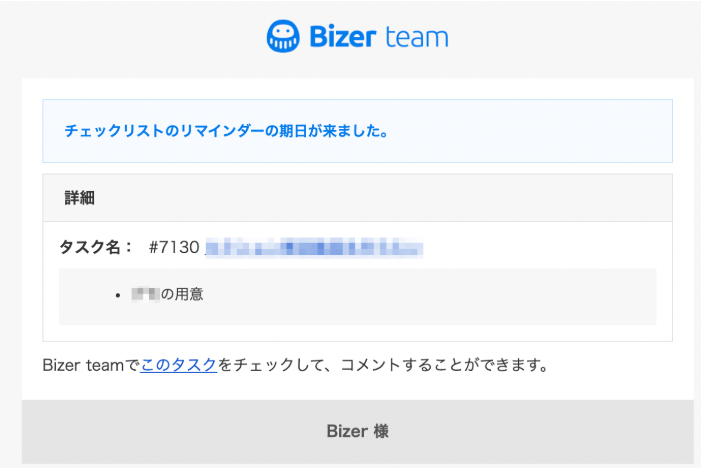 Bizer team
チェックリストのリマインダーの期日が来ました。
詳細
タスク名： #7130
• の用意
Bizer teamでこのタスクをチェックして、コメントすることができます。
Bizer 様